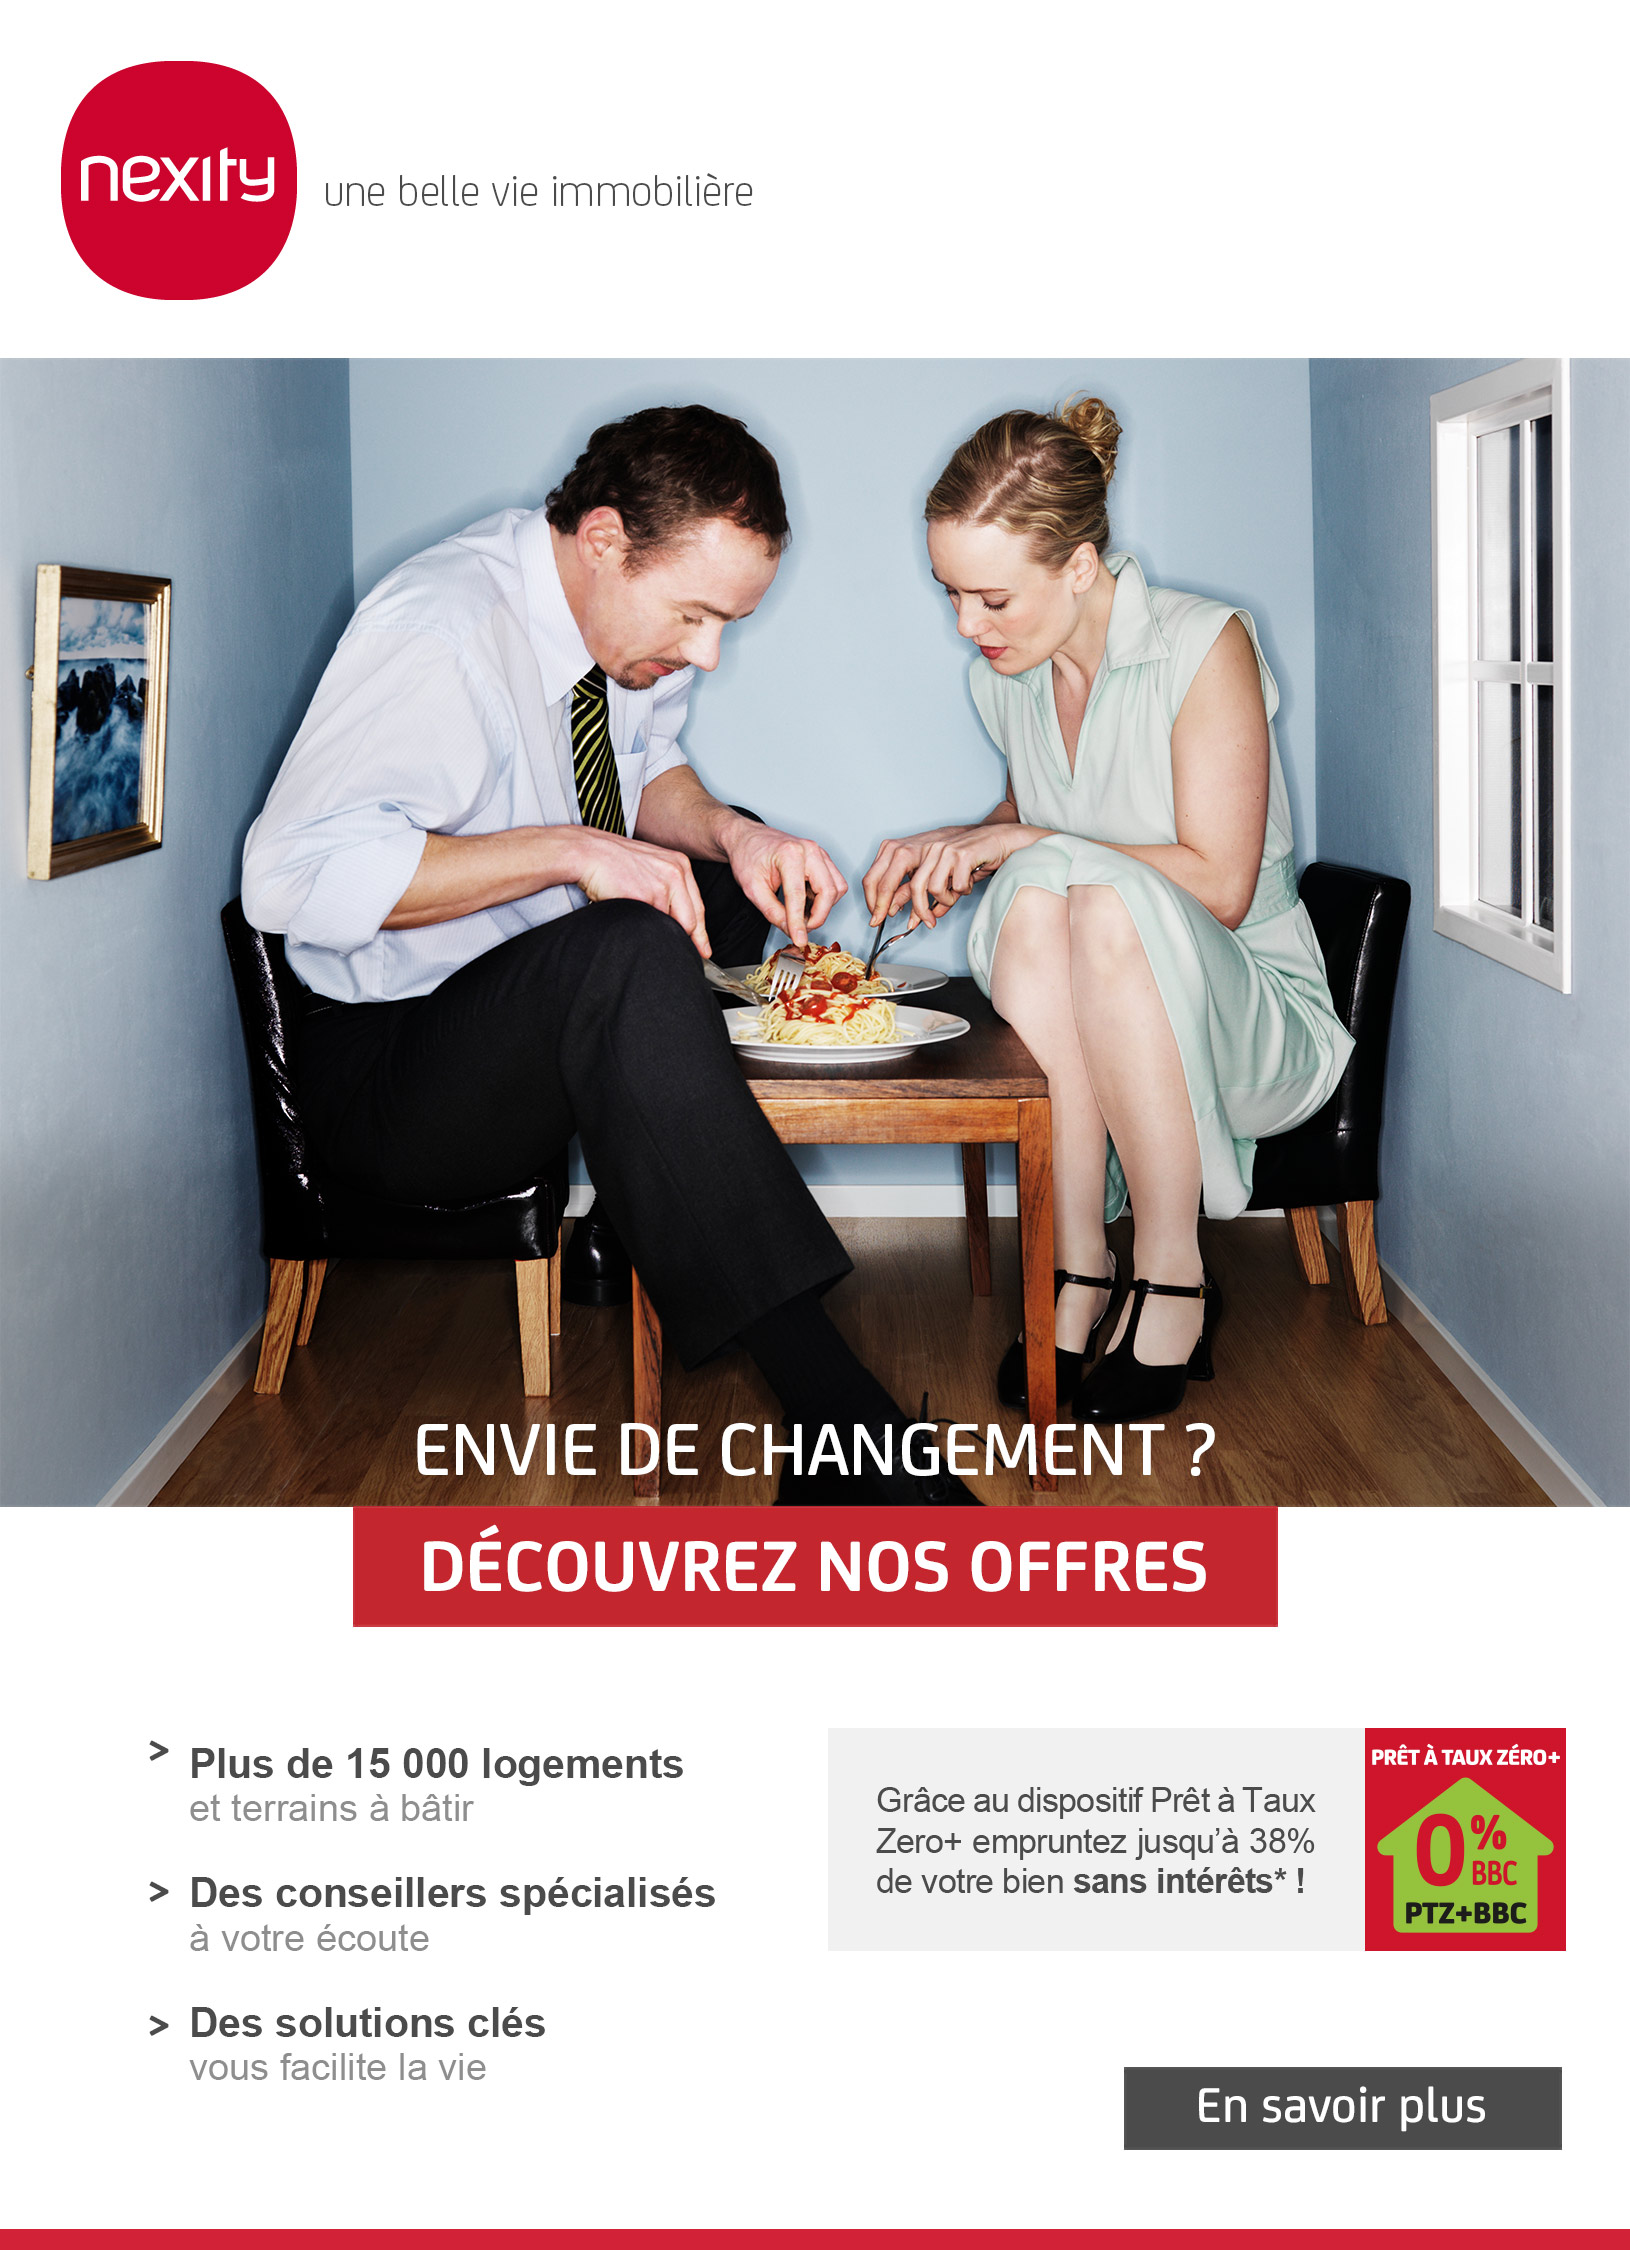 nexity
une belle vie immobilière
ENVIE DE CHANGEMENT ?
DÉCOUVREZ NOS OFFRES
> Plus de 15 000 logements
et terrains à bâtir
> Des conseillers spécialisés
à votre écoute
> Des solutions clés
vous facilite la vie
Grâce au dispositif Prêt à Taux
Zero+ empruntez jusqu’à 38%
de votre bien sans intérêts* !
PRÊT À TAUX ZÉRO+
0%
BBC
PTZ+BBC
En savoir plus